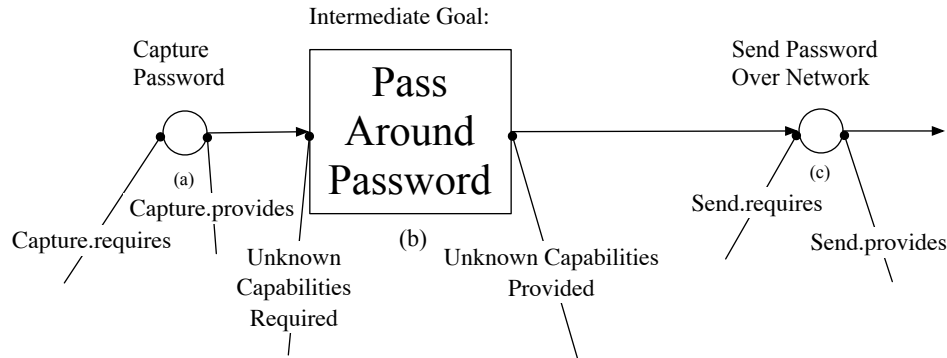 Intermediate Goal:
Capture
Password
Pass
Around
Password
Send Password
Over Network
(a)
Capture.provides
Capture.requires
(b)
Unknown
Capabilities
Required
Unknown Capabilities
Provided
(c)
Send.requires
Send.provides